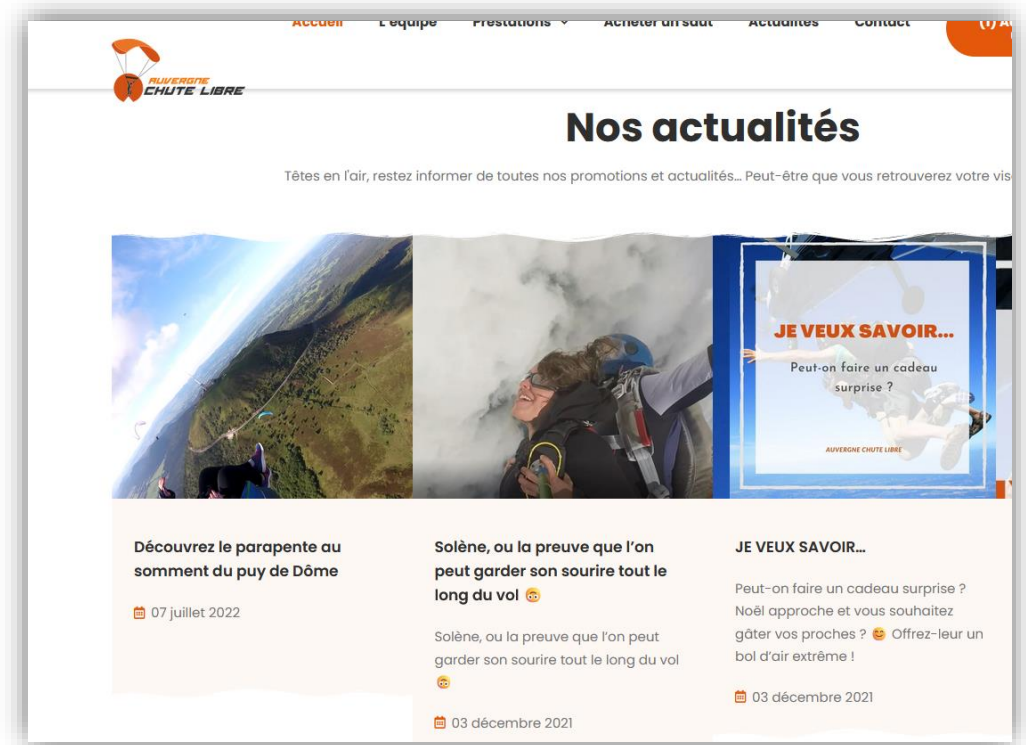 Accueil L'équipe Prestations Acheter un saut Actualités Contact
AUVERGNE
CHUTE LIBRE
Nos actualités
Têtes en l'air, restez informer de toutes nos promotions et actualités... Peut-être que vous retrouverez votre
JE VEUX SAVOIR...
Peut-on faire un cadeau
surprise ?
AUVERGNE CHUTE LIBRE
Découvrez le parapente au
somment du puy de Dôme
07 juillet 2022
Solène, ou la preuve que l'on
peut garder son sourire tout le
long du vol 🙃
Solène, ou la preuve que l'on peut
garder son sourire tout le long du vol
🙃
03 décembre 2021
JE VEUX SAVOIR...
Peut-on faire un cadeau surprise ?
Noël approche et vous souhaitez
gâter vos proches ? 😊 Offrez-leur un
bol d'air extrême !
03 décembre 2021